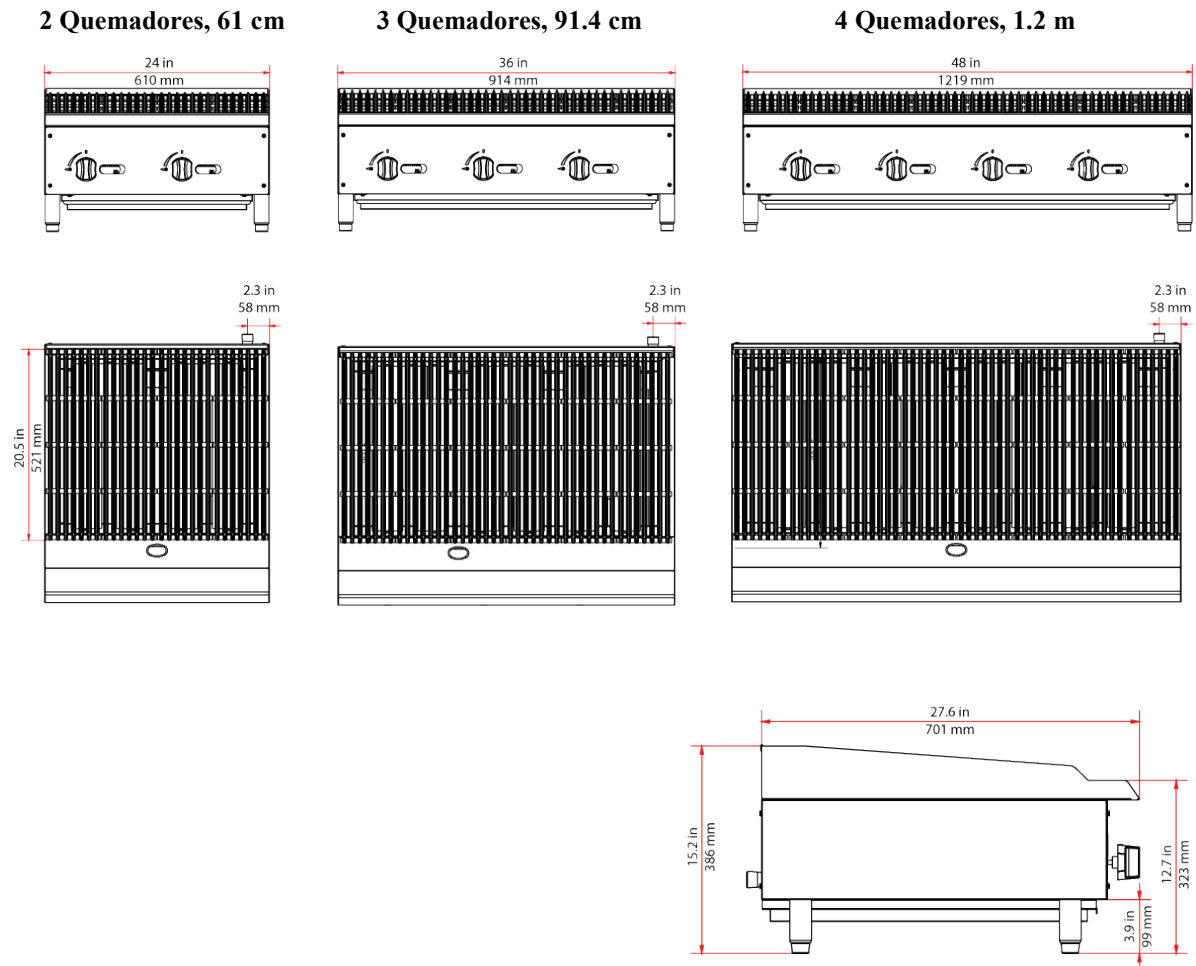 2 Quemadores, 61 cm
3 Quemadores, 91.4 cm
4 Quemadores, 1.2 m
24 in
610 mm
36 in
914 mm
48 in
1219 mm
2.3 in
58 mm
2.3 in
58 mm
2.3 in
58 mm
20.5 in
521 mm
27.6 in
701 mm
15.2 in
386 mm
12.7 in
323 mm
3.9 in
99 mm